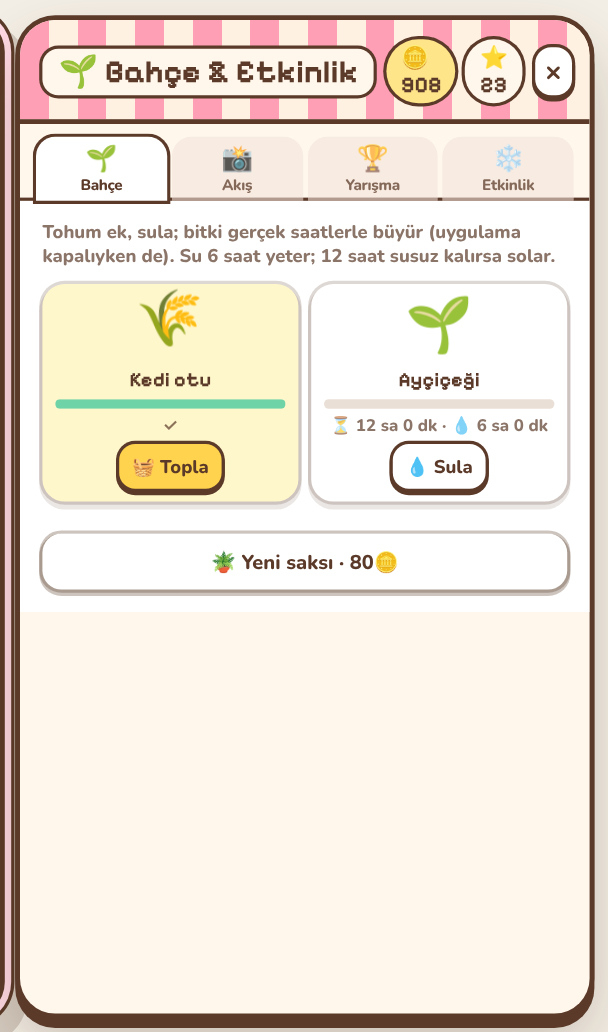 Bahçe & Etkinlik
908
23
×
Bahçe
Akış
Yarışma
Etkinlik
Tohum ek, sula; bitki gerçek saatlerle büyür (uygulama
kapalıyken de). Su 6 saat yeter; 12 saat susuz kalırsa solar.
Kedi otu
✓
Topla
Ayçiçeği
⏳ 12 sa 0 dk · 💧 6 sa 0 dk
Sula
Yeni saksı · 80